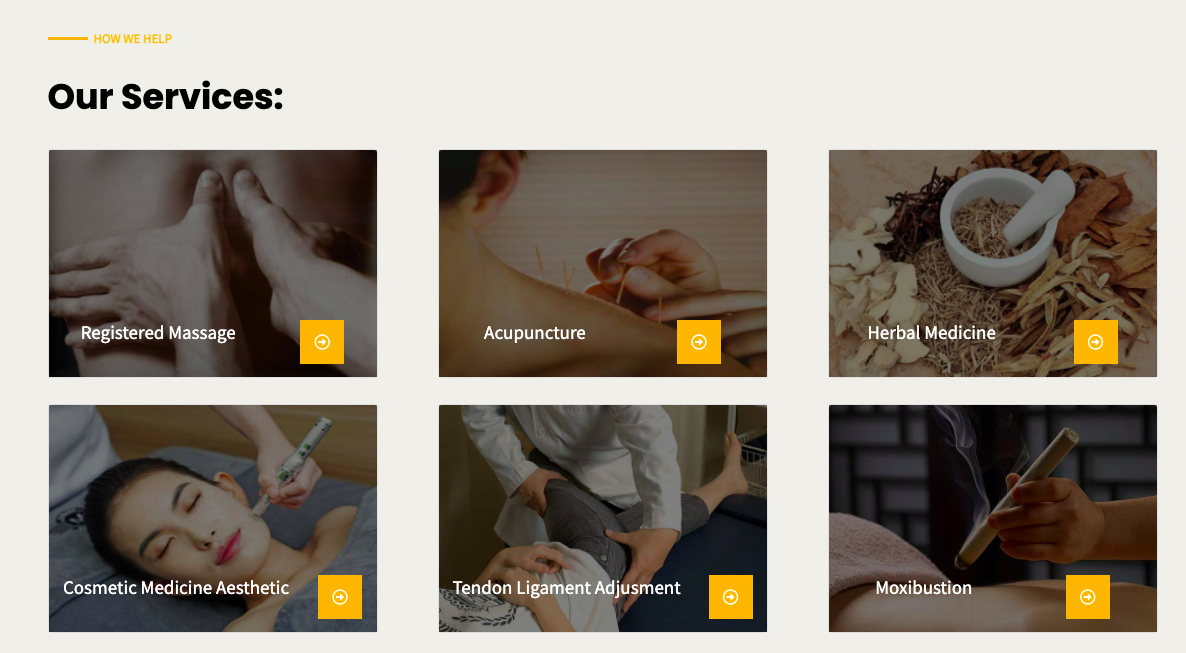 HOW WE HELP
Our Services:
Registered Massage
Acupuncture
Herbal Medicine
Cosmetic Medicine Aesthetic
Tendon Ligament Adjusment
Moxibustion